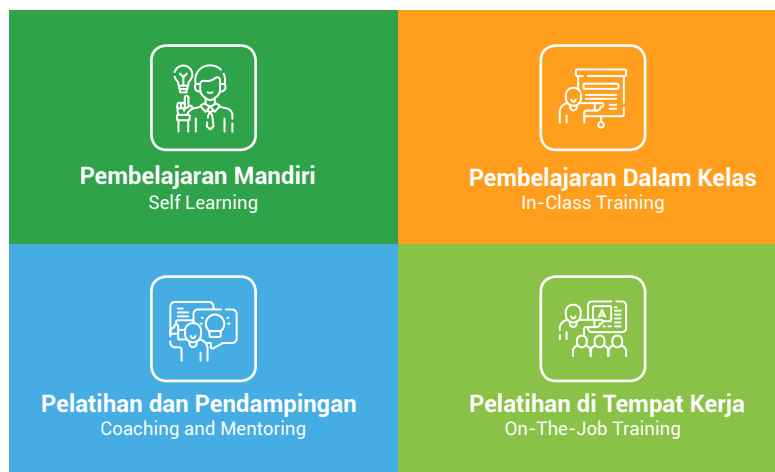 Pembelajaran Mandiri
Self Learning
Pembelajaran Dalam Kelas
In-Class Training
Pelatihan dan Pendampingan
Coaching and Mentoring
A
Pelatihan di Tempat Kerja
On-The-Job Training